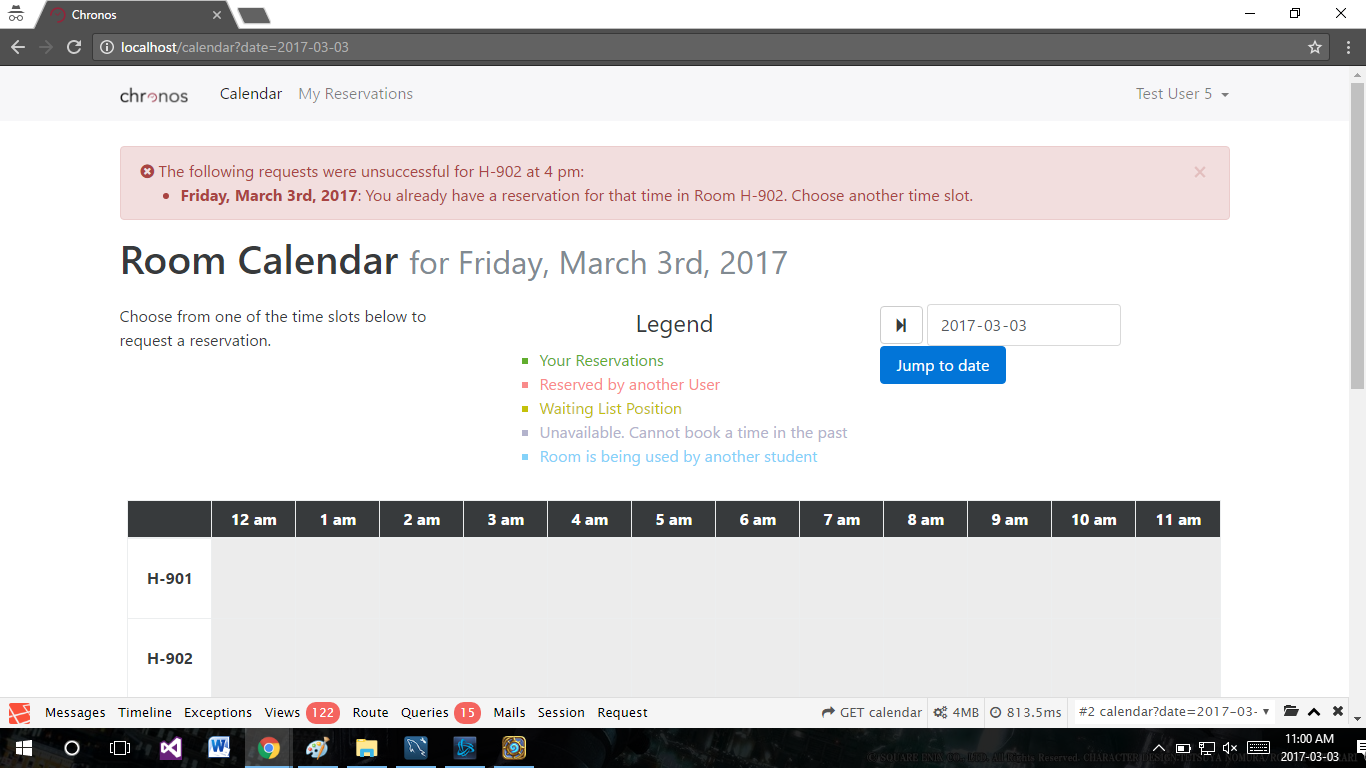 Chronos
localhost/calendar?date=2017-03-03
chronos Calendar My Reservations Test User 5
The following requests were unsuccessful for H-902 at 4 pm: ×
Friday, March 3rd, 2017: You already have a reservation for that time in Room H-902. Choose another time slot.
Room Calendar for Friday, March 3rd, 2017
Choose from one of the time slots below to
request a reservation.
Legend
Your Reservations
Reserved by another User
Waiting List Position
Unavailable. Cannot book a time in the past
Room is being used by another student
2017-03-03
Jump to date
12 am 1 am 2 am 3 am 4 am 5 am 6 am 7 am 8 am 9 am 10 am 11 am
H-901
H-902
Messages Timeline Exceptions Views 122 Route Queries 15 Mails Session Request GET calendar 4MB 813.5ms #2 calendar?date=2017-03-
11:00 AM
2017-03-03